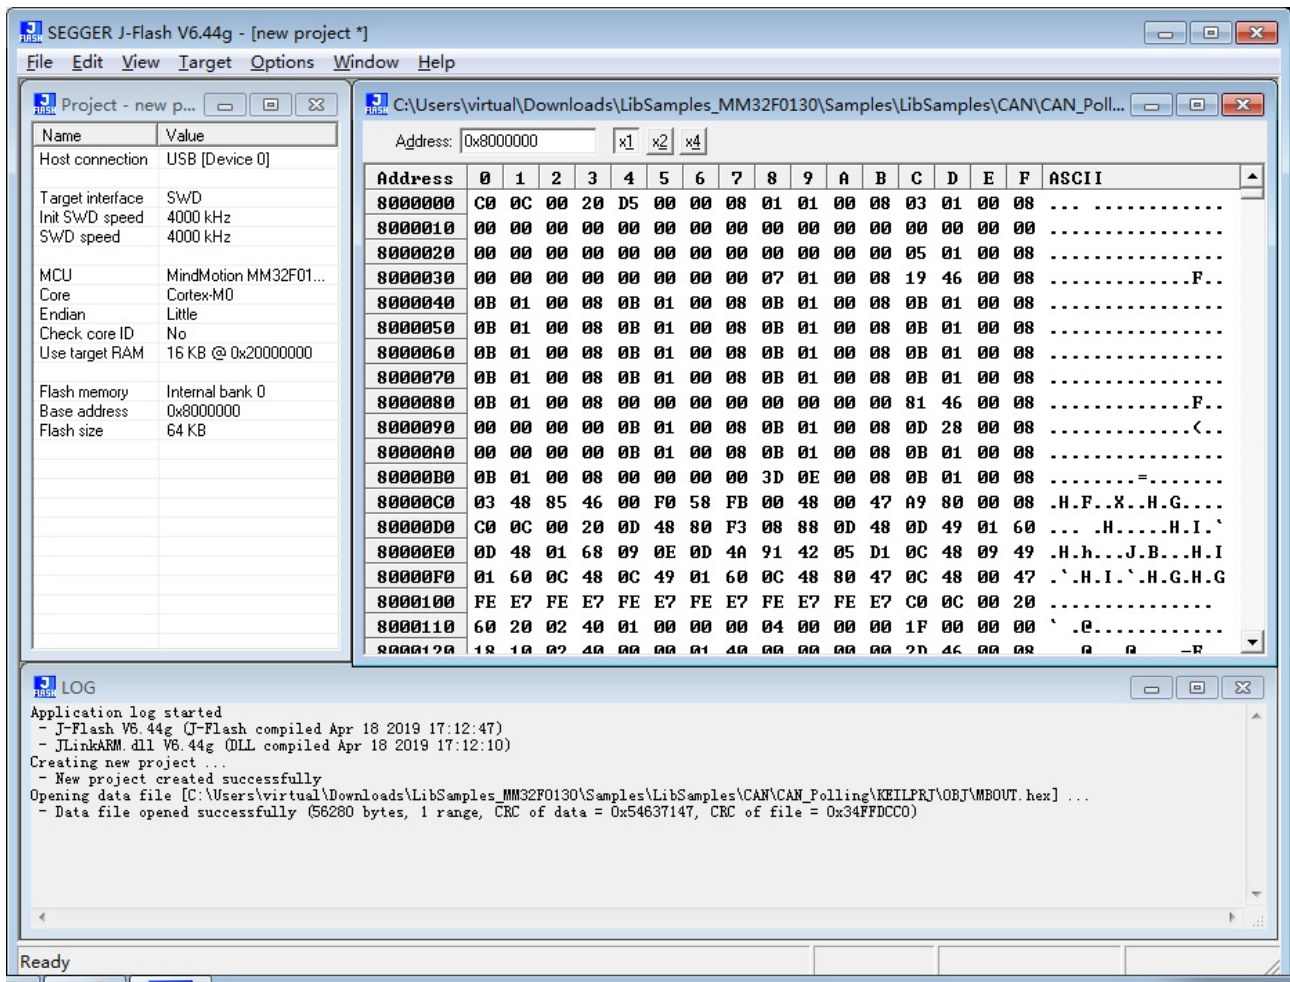 SEGGER J-Flash V6.44g - [new project *]
File Edit View Target Options Window Help
Project - new p...
Name Value
Host connection USB [Device 0]
Target interface SWD
Init SWD speed 4000 kHz
SWD speed 4000 kHz
MCU MindMotion MM32F01...
Core Cortex-M0
Endian Little
Check core ID No
Use target RAM 16 KB @ 0x20000000
Flash memory Internal bank 0
Base address 0x8000000
Flash size 64 KB
C:\Users\virtual\Downloads\LibSamples_MM32F0130\Samples\LibSamples\CAN\CAN_Poll...
Address: 0x8000000 x1 x2 x4
Address 0 1 2 3 4 5 6 7 8 9 A B C D E F ASCII
8000000 C0 0C 00 20 D5 00 00 08 01 01 00 08 03 01 00 08 ... ............
8000010 00 00 00 00 00 00 00 00 00 00 00 00 00 00 00 00 ................
8000020 00 00 00 00 00 00 00 00 00 00 00 00 05 01 00 08 ................
8000030 00 00 00 00 00 00 00 00 07 01 00 08 19 46 00 08 .............F..
8000040 0B 01 00 08 0B 01 00 08 0B 01 00 08 0B 01 00 08 ................
8000050 0B 01 00 08 0B 01 00 08 0B 01 00 08 0B 01 00 08 ................
8000060 0B 01 00 08 0B 01 00 08 0B 01 00 08 0B 01 00 08 ................
8000070 0B 01 00 08 0B 01 00 08 0B 01 00 08 0B 01 00 08 ................
8000080 0B 01 00 08 00 00 00 00 00 00 00 00 81 46 00 08 .............F..
8000090 00 00 00 00 0B 01 00 08 0B 01 00 08 0D 28 00 08 .............(..
80000A0 00 00 00 00 0B 01 00 08 0B 01 00 08 0B 01 00 08 ................
80000B0 0B 01 00 08 00 00 00 00 3D 0E 00 08 0B 01 00 08 ........=.......
80000C0 03 48 85 46 00 F0 58 FB 00 48 00 47 A9 80 00 08 .H.F..X..H.G....
80000D0 C0 0C 00 20 0D 48 80 F3 08 88 0D 48 0D 49 01 60 ... .H.....H.I.`
80000E0 0D 48 01 68 09 0E 0D 4A 91 42 05 D1 0C 48 09 49 .H.h...J.B...H.I
80000F0 01 60 0C 48 0C 49 01 60 0C 48 80 47 0C 48 00 47 .`.H.I.`.H.G.H.G
8000100 FE E7 FE E7 FE E7 FE E7 FE E7 FE E7 C0 0C 00 20 ...............
8000110 60 20 02 40 01 00 00 00 04 00 00 00 1F 00 00 00 ` .@............
8000120 18 10 02 40 00 00 01 40 00 00 00 00 2D 46 00 08 ...@...@....-F..
LOG
Application log started
- J-Flash V6.44g (J-Flash compiled Apr 18 2019 17:12:47)
- JLinkARM.dll V6.44g (DLL compiled Apr 18 2019 17:12:10)
Creating new project ...
- New project created successfully
Opening data file [C:\Users\virtual\Downloads\LibSamples_MM32F0130\Samples\LibSamples\CAN\CAN_Polling\KEILPRJ\OBJ\MBOUT.hex] ...
- Data file opened successfully (56280 bytes, 1 range, CRC of data = 0x54637147, CRC of file = 0x34FFDCC0)
Ready